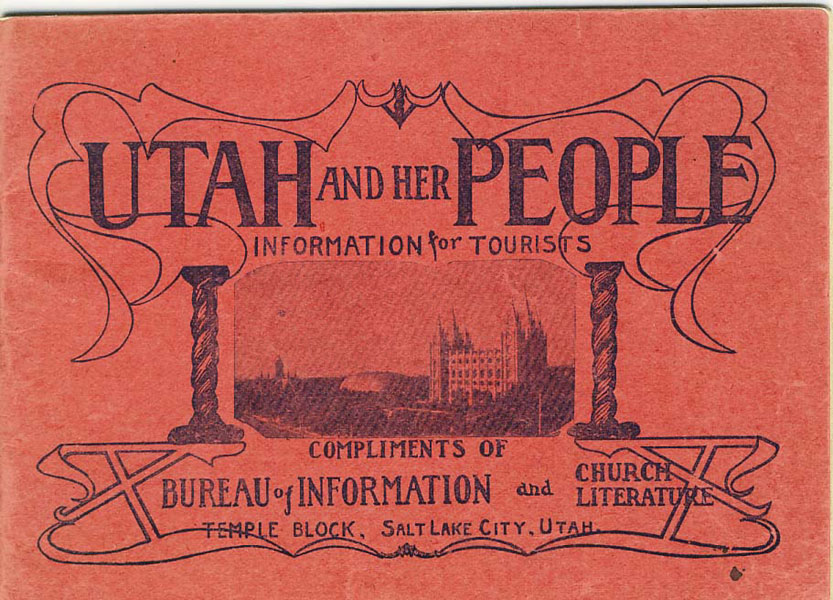 UTAH AND HER PEOPLE
INFORMATION for TOURISTS
COMPLIMENTS OF
BUREAU of INFORMATION and CHURCH LITERATURE
TEMPLE BLOCK, SALT LAKE CITY, UTAH.